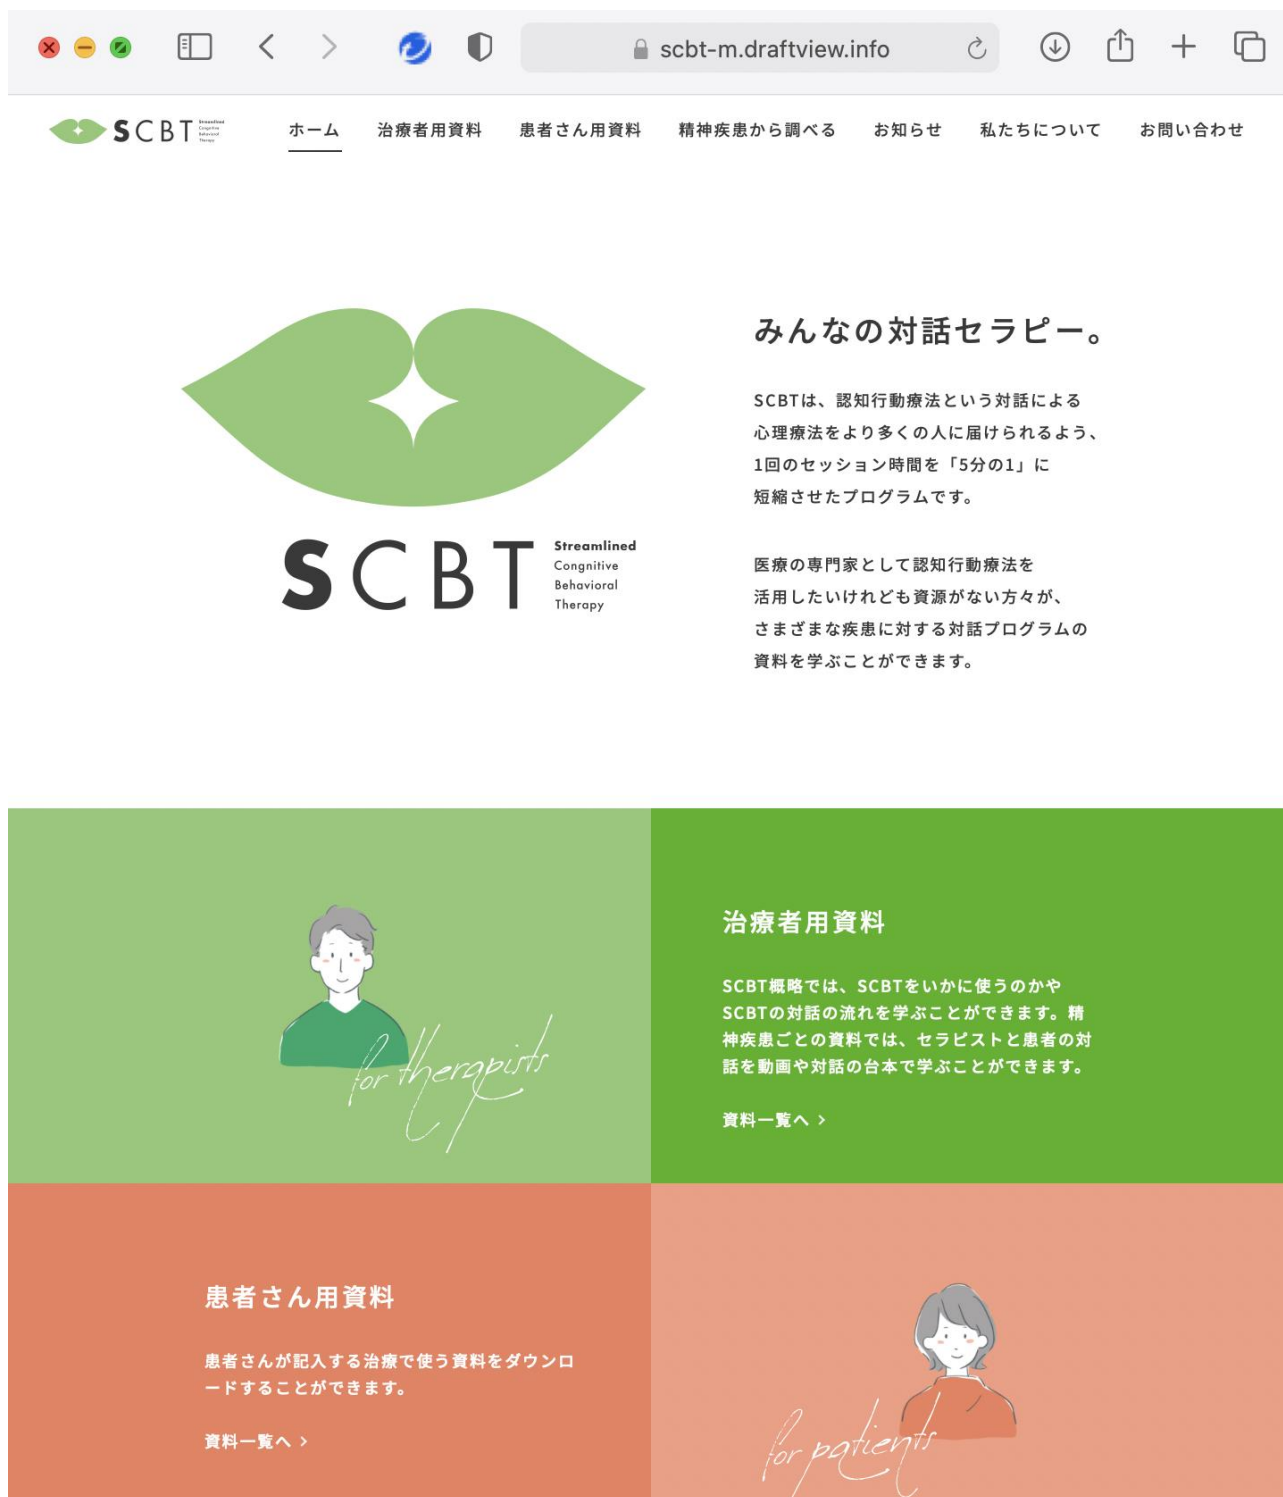 scbt-m.draftview.info
SCBT
Streamlined
Congnitive
Behavioral
Therapy
ホーム
治療者用資料
患者さん用資料
精神疾患から調べる
お知らせ
私たちについて
お問い合わせ
みんなの対話セラピー。
SCBTは、認知行動療法という対話による
心理療法をより多くの人に届けられるよう、
1回のセッション時間を「5分の1」に
短縮させたプログラムです。
医療の専門家として認知行動療法を
活用したいけれども資源がない方々が、
さまざまな疾患に対する対話プログラムの
資料を学ぶことができます。
SCBT
Streamlined
Congnitive
Behavioral
Therapy
for therapists
治療者用資料
SCBT概略では、SCBTをいかに使うのかや
SCBTの対話の流れを学ぶことができます。精
神疾患ごとの資料では、セラピストと患者の対
話を動画や対話の台本で学ぶことができます。
資料一覧へ >
患者さん用資料
患者さんが記入する治療で使う資料をダウンロ
ードすることができます。
資料一覧へ >
for patients